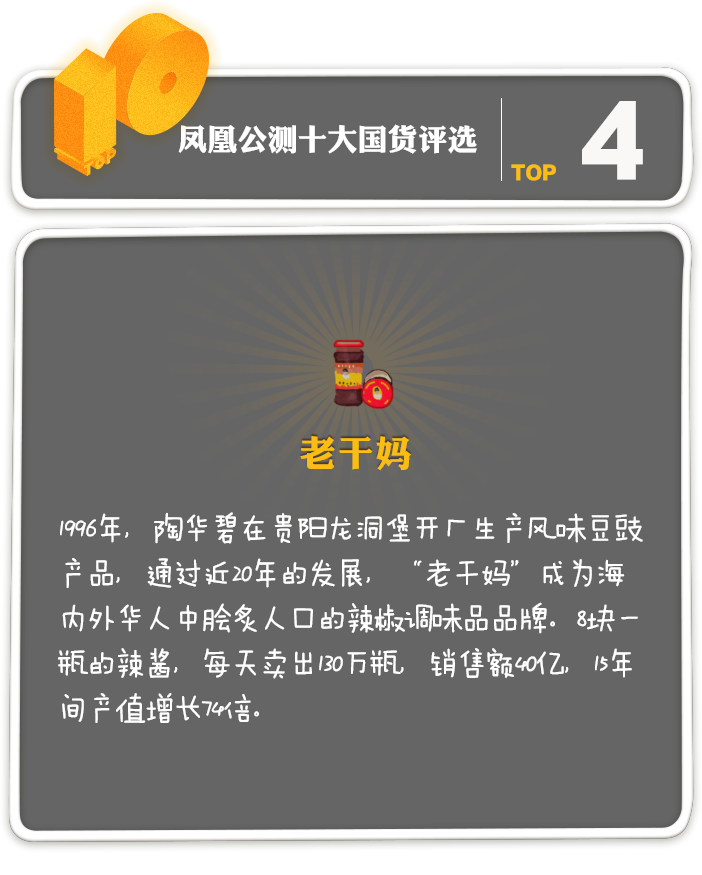 TOP
凤凰公测十大国货评选
TOP 4
老干妈
1996年，陶华碧在贵阳龙洞堡开厂生产风味豆豉
产品，通过近20年的发展，“老干妈”成为海
内外华人中脍炙人口的辣椒调味品品牌。8块一
瓶的辣酱，每天卖出130万瓶 销售额40亿，15年
间产值增长74倍。